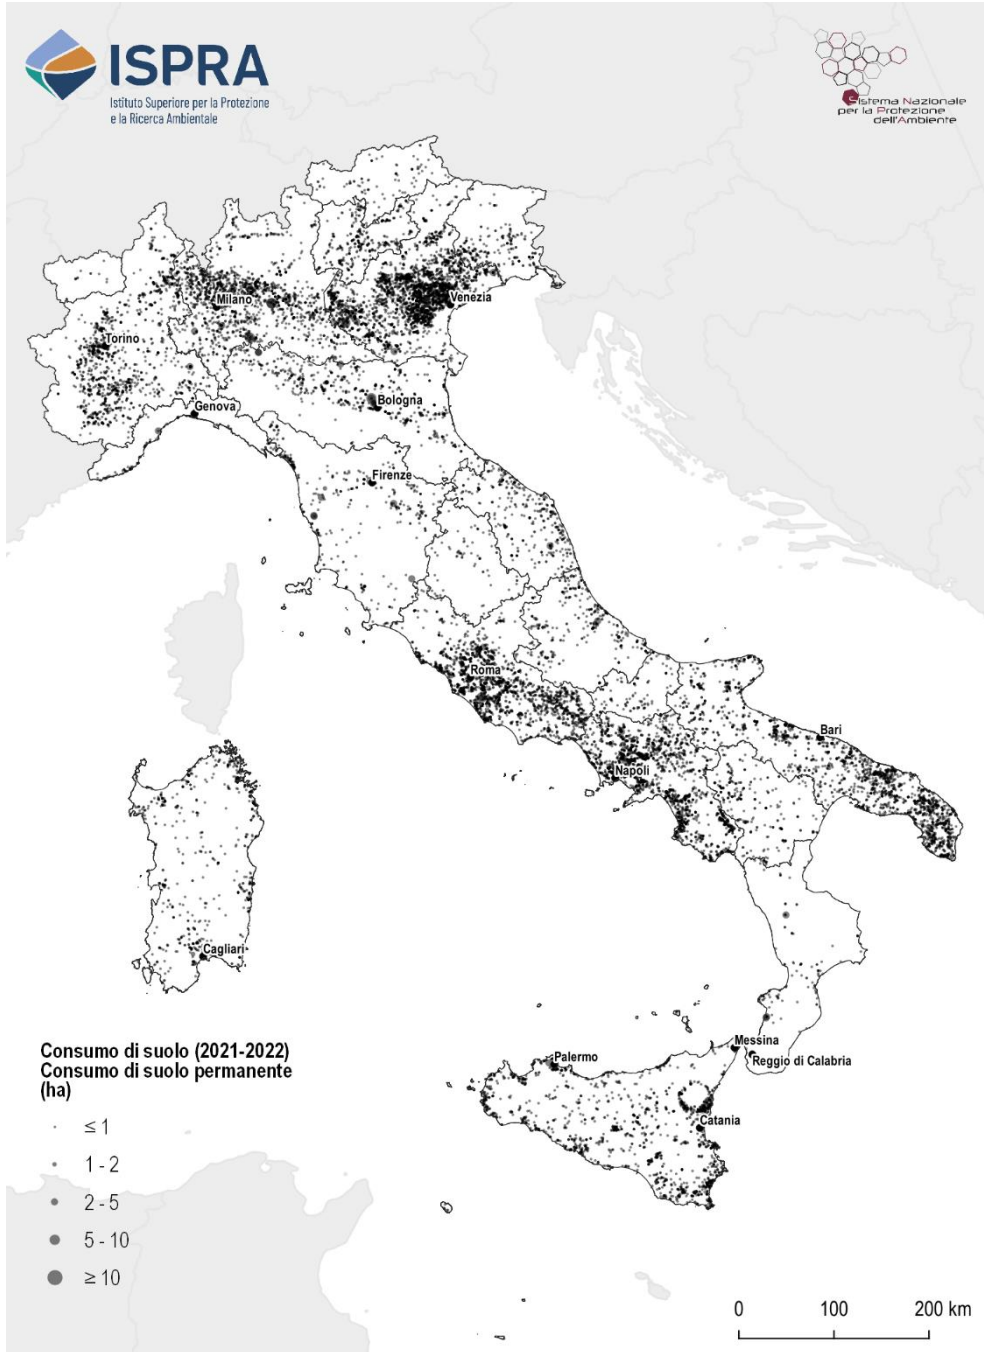 ISPRA
Istituto Superiore per la Protezione
e la Ricerca Ambientale
Sistema Nazionale
per la Protezione
dell'Ambiente
Milano
Venezia
Torino
Bologna
Genova
Firenze
Roma
Bari
Napoli
Cagliari
Messina
Palermo
Reggio di Calabria
Catania
Consumo di suolo (2021-2022)
Consumo di suolo permanente
(ha)
≤ 1
1 - 2
2 - 5
5 - 10
≥ 10
0 100 200 km